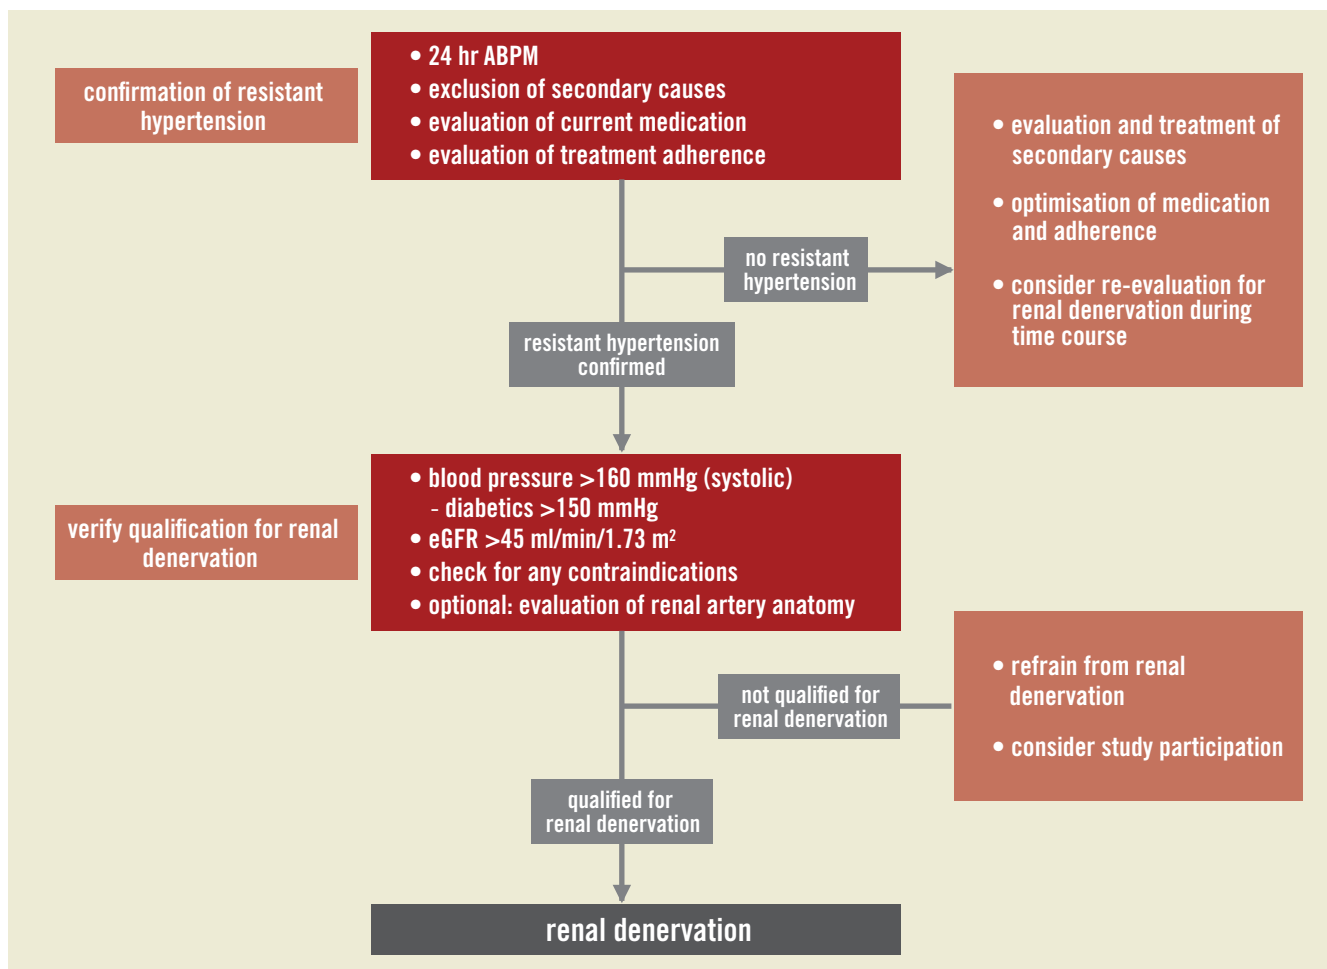 confirmation of resistant
hypertension
• 24 hr ABPM
• exclusion of secondary causes
• evaluation of current medication
• evaluation of treatment adherence
• evaluation and treatment of
secondary causes
• optimisation of medication
and adherence
• consider re-evaluation for
renal denervation during
time course
no resistant
hypertension
resistant hypertension
confirmed
verify qualification for renal
denervation
• blood pressure >160 mmHg (systolic)
- diabetics >150 mmHg
• eGFR >45 ml/min/1.73 m²
• check for any contraindications
• optional: evaluation of renal artery anatomy
• refrain from renal
denervation
• consider study participation
not qualified for
renal denervation
qualified for
renal denervation
renal denervation